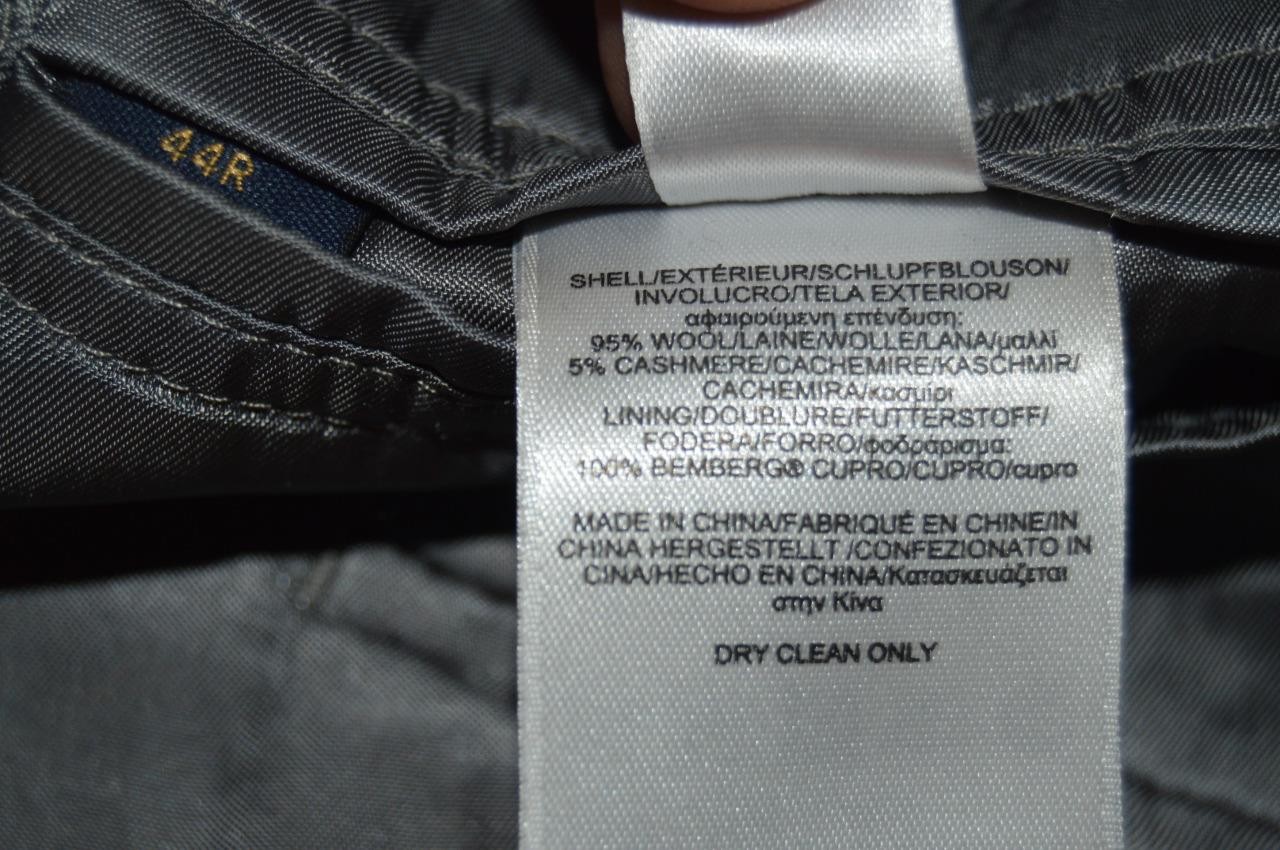 44R
SHELL/EXTÉRIEUR/SCHLUPFBLOUSON/
INVOLUCRO/TELA EXTERIOR/
αφαιρούμενη επένδυση:
95% WOOL/LAINE/WOLLE/LANA/μαλλί
5% CASHMERE/CACHEMIRE/KASCHMIR/
CACHEMIRA/κασμίρι
LINING/DOUBLURE/FUTTERSTOFF/
FODERA/FORRO/φοδράρισμα:
100% BEMBERG® CUPRO/CUPRO/cupro
MADE IN CHINA/FABRIQUÉ EN CHINE/IN
CHINA HERGESTELLT /CONFEZIONATO IN
CINA/HECHO EN CHINA/Κατασκευάζεται
στην Κίνα
DRY CLEAN ONLY